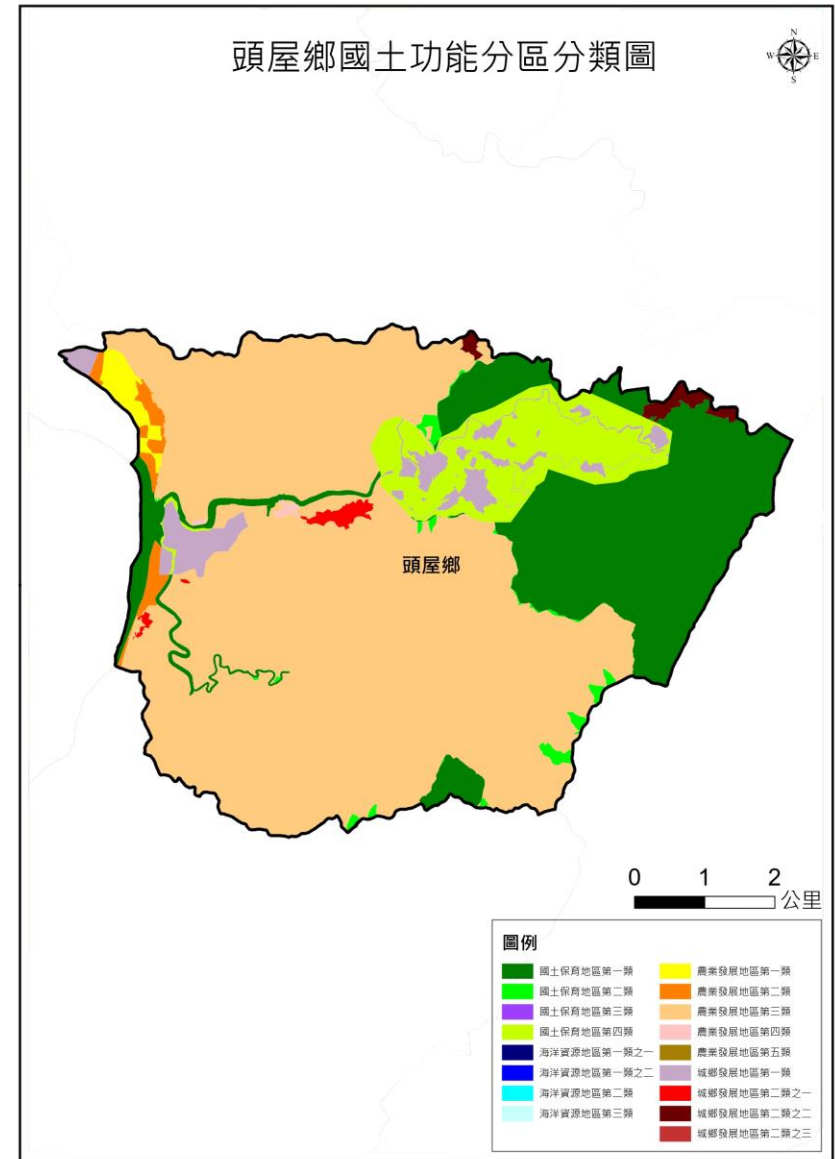 頭屋鄉國土功能分區分類圖
N
W E
S
頭屋鄉
0 1 2
公里
圖例
國土保育地區第一類 農業發展地區第一類
國土保育地區第二類 農業發展地區第二類
國土保育地區第三類 農業發展地區第三類
國土保育地區第四類 農業發展地區第四類
海洋資源地區第一類之一 農業發展地區第五類
海洋資源地區第一類之二 城鄉發展地區第一類
海洋資源地區第二類 城鄉發展地區第二類之一
海洋資源地區第三類 城鄉發展地區第二類之二
城鄉發展地區第二類之三